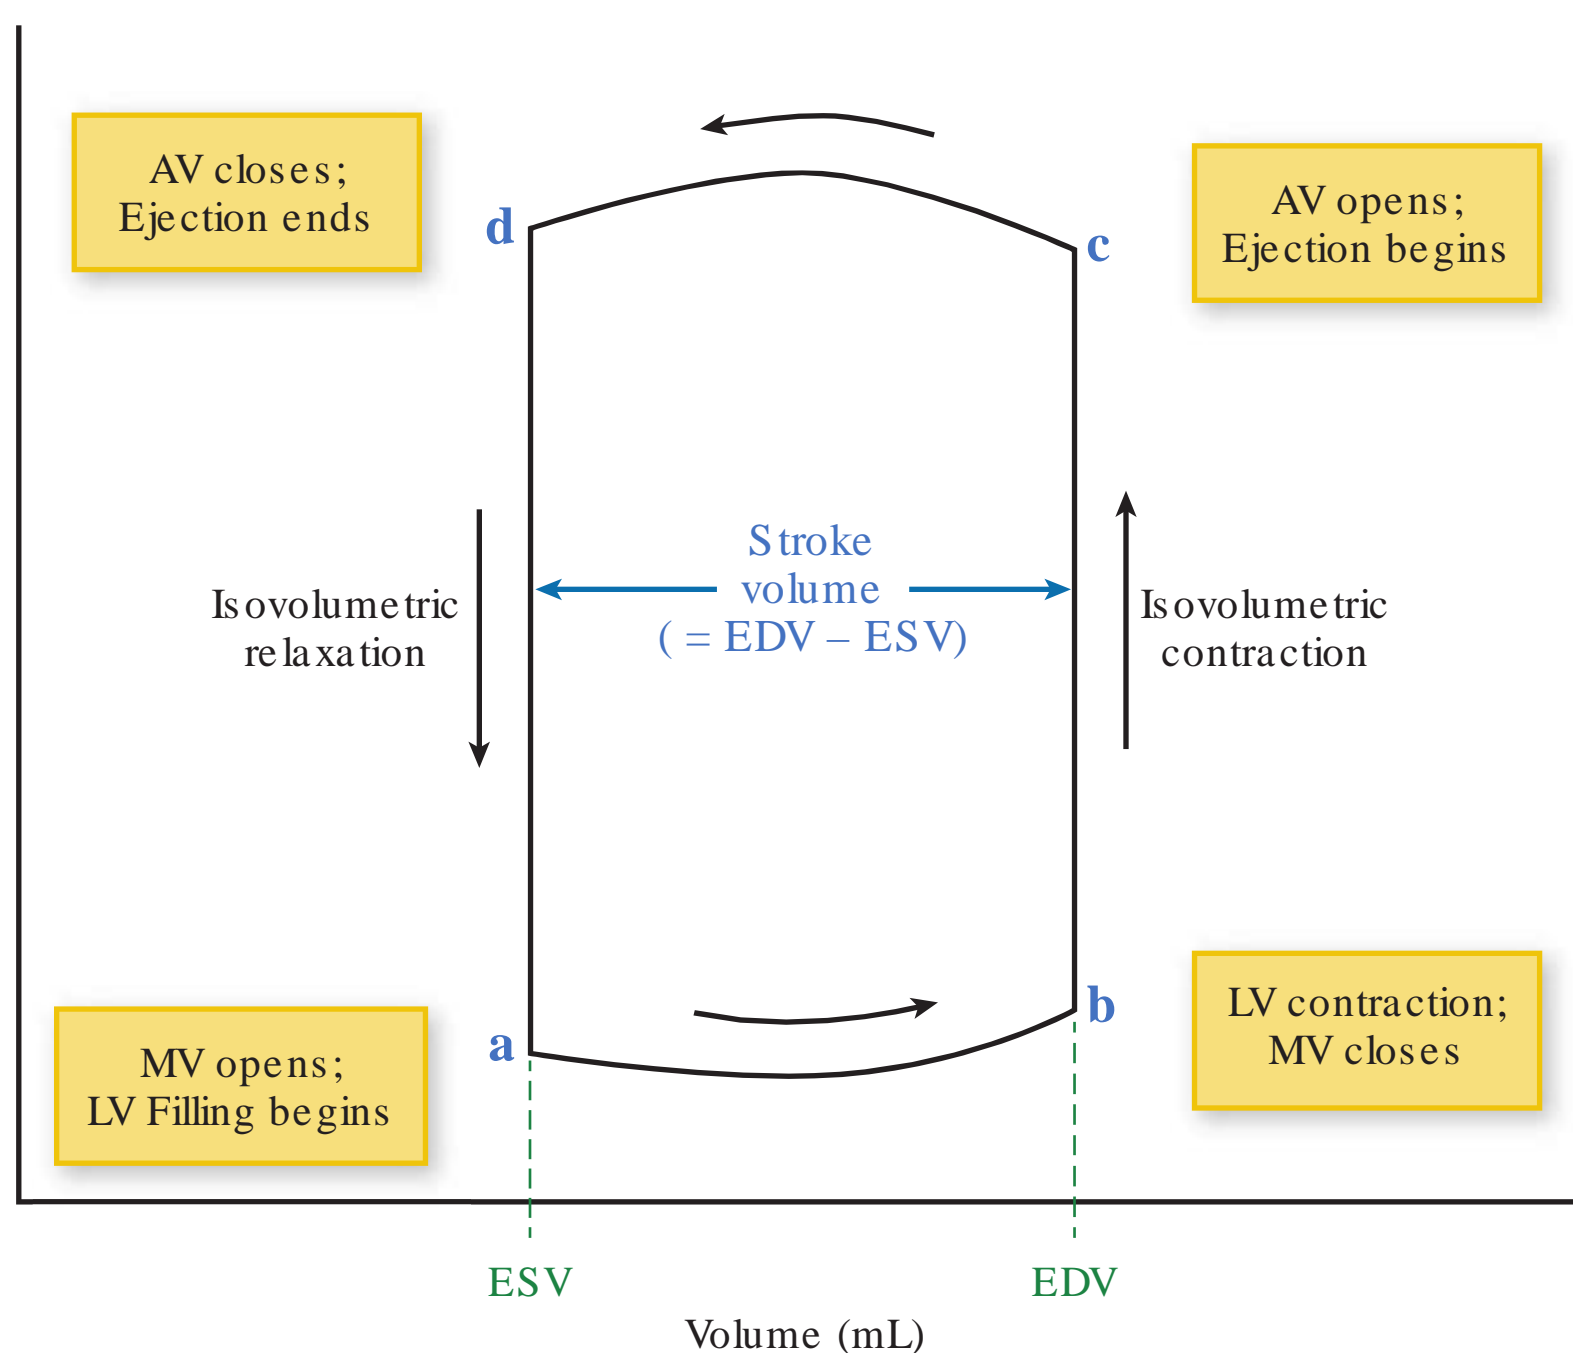 AV closes;
Ejection ends
AV opens;
Ejection begins
d
c
Stroke
volume
( = EDV – ESV)
Isovolumetric
relaxation
Isovolumetric
contraction
a
b
MV opens;
LV Filling begins
LV contraction;
MV closes
ESV
EDV
Volume (mL)